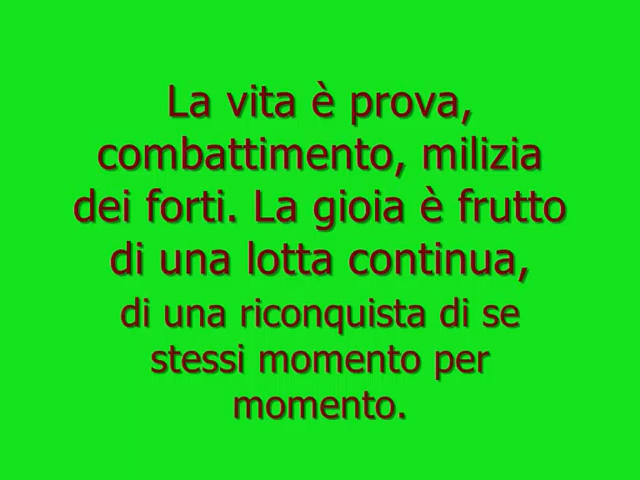 La vita è prova,
combattimento, milizia
dei forti. La gioia è frutto
di una lotta continua,
di una riconquista di se
stessi momento per
momento.